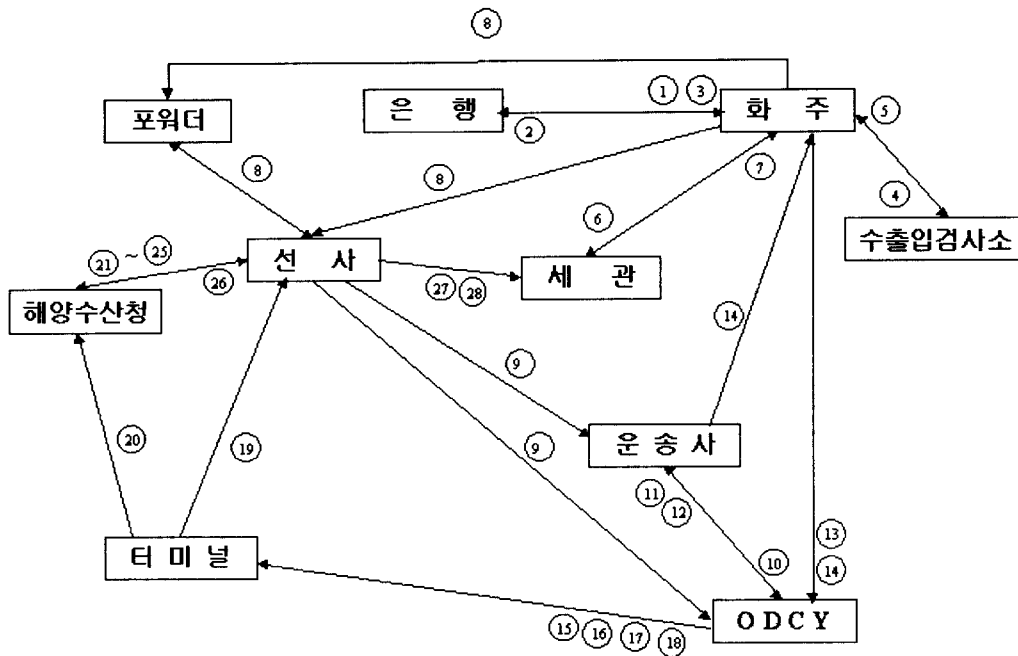 ⑧
① ③
화 주
은 행
⑤
포워더
②
⑧
⑧
⑦
④
⑥
수출입검사소
선 사
㉑ ~ ㉕
㉖
세 관
㉗ ㉘
해양수산청
⑭
⑨
⑳
⑲
⑨
운 송 사
⑪
⑫
⑬
터 미 널
⑩
⑭
O D C Y
⑮ ⑯ ⑰ ⑱